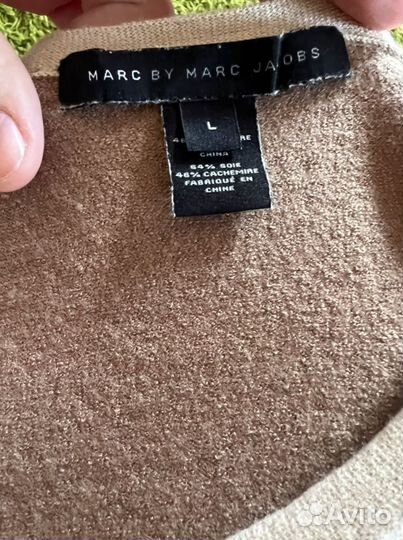 MARC BY MARC JACOBS
L
CHINA
54% SOIE
46% CACHEMIRE
FABRIQUÉ EN
CHINE
Avito